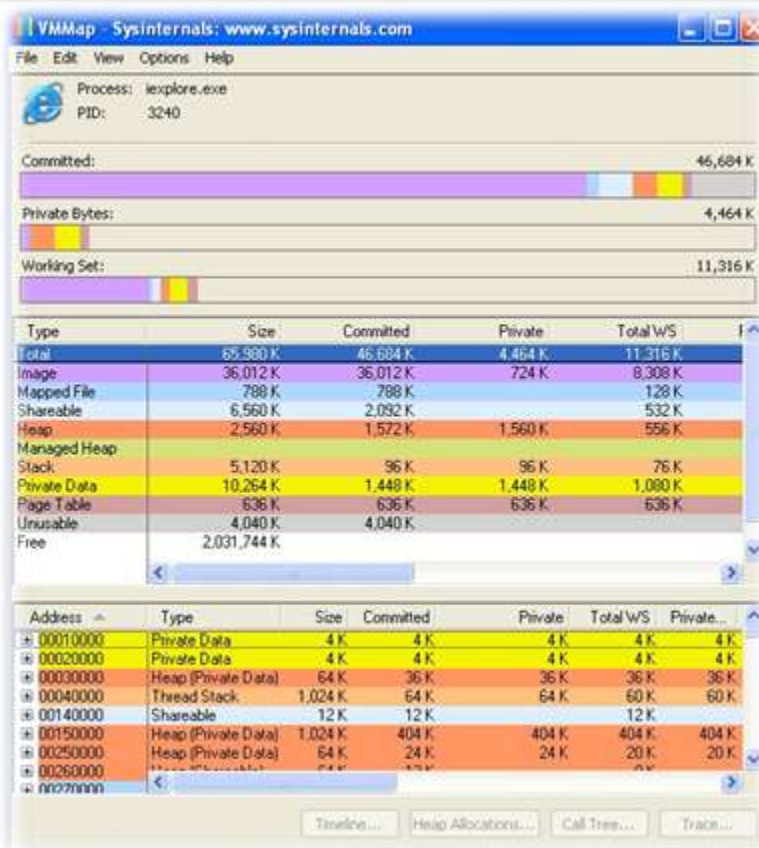 VMMap - Sysinternals: www.sysinternals.com
File Edit View Options Help
Process: iexplore.exe
PID: 3240
Committed: 46,684 K
Private Bytes: 4,464 K
Working Set: 11,316 K
Type Size Committed Private Total WS
Total 65,980 K 46,684 K 4,464 K 11,316 K
Image 36,012 K 36,012 K 724 K 8,308 K
Mapped File 788 K 788 K 128 K
Shareable 6,560 K 2,092 K 532 K
Heap 2,560 K 1,572 K 1,560 K 556 K
Managed Heap
Stack 5,120 K 96 K 96 K 76 K
Private Data 10,264 K 1,448 K 1,448 K 1,080 K
Page Table 636 K 636 K 636 K 636 K
Unusable 4,040 K 4,040 K
Free 2,031,744 K
Address Type Size Committed Private Total WS Private...
00010000 Private Data 4 K 4 K 4 K 4 K 4 K
00020000 Private Data 4 K 4 K 4 K 4 K 4 K
00030000 Heap (Private Data) 64 K 36 K 36 K 36 K 36 K
00040000 Thread Stack 1,024 K 64 K 64 K 60 K 60 K
00140000 Shareable 12 K 12 K 12 K
00150000 Heap (Private Data) 1,024 K 404 K 404 K 404 K 404 K
00250000 Heap (Private Data) 64 K 24 K 24 K 20 K 20 K
00260000
00270000
Timeline... Heap Allocations... Call Tree... Trace...